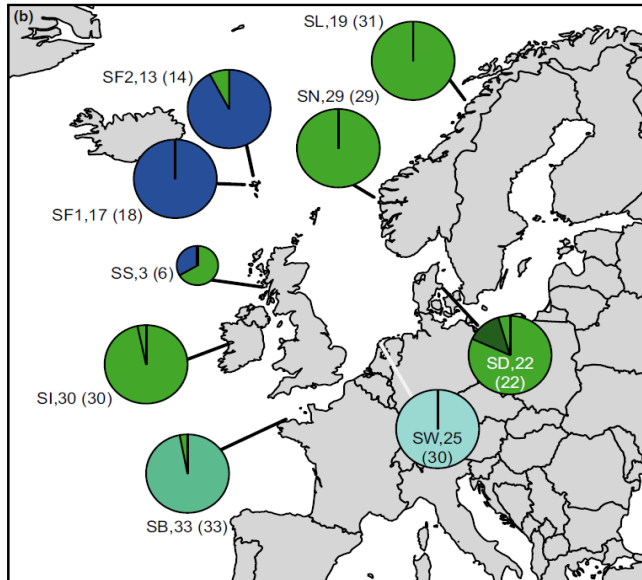 (b)
SL,19 (31)
SF2,13 (14)
SN,29 (29)
SF1,17 (18)
SS,3 (6)
SI,30 (30)
SD,22
(22)
SW,25
(30)
SB,33 (33)